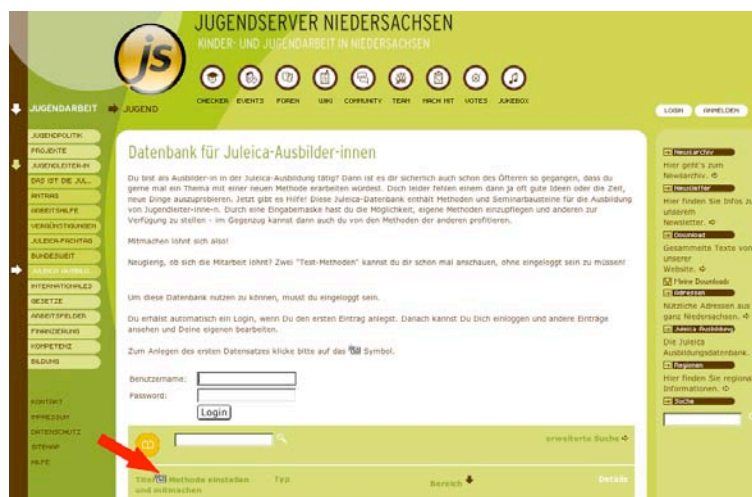 JUGENDSERVER NIEDERSACHSEN
KINDER- UND JUGENDARBEIT IN NIEDERSACHSEN
js
CHECKER EVENTS FOREN WIKI COMMUNITY TEAM MACH MIT VOTES JUKEBOX
JUGENDARBEIT JUGEND
LOGIN ANMELDEN
JUGENDPOLITIK
PROJEKTE
JUGENDLEITER-IN
DAS IST DIE JUL...
ANTRAG
ARBEITSHILFE
VERGÜNSTIGUNGEN
JULEICA-FACHTAG
BUNDESWEIT
JULEICA-AUSBILD...
INTERNATIONALES
GESETZE
ARBEITSFELDER
FINANZIERUNG
KOMPETENZ
BILDUNG
KONTAKT
IMPRESSUM
DATENSCHUTZ
SITEMAP
HILFE
Datenbank für Juleica-Ausbilder-innen
Du bist als Ausbilder-in in der Juleica-Ausbildung tätig? Dann ist es dir sicherlich auch schon des Öfteren so gegangen, dass du
gerne mal ein Thema mit einer neuen Methode erarbeiten würdest. Doch leider fehlen einem dann ja oft gute Ideen oder die Zeit,
neue Dinge auszuprobieren. Jetzt gibt es Hilfe! Diese Juleica-Datenbank enthält Methoden und Seminarbausteine für die Ausbildung
von Jugendleiter-inne-n. Durch eine Eingabemaske hast du die Möglichkeit, eigene Methoden einzupflegen und anderen zur
Verfügung zu stellen - im Gegenzug kannst dann auch du von den Methoden der anderen profitieren.
Mitmachen lohnt sich also!
Neugierig, ob sich die Mitarbeit lohnt? Zwei "Test-Methoden" kannst du dir schon mal anschauen, ohne eingeloggt sein zu müssen!
Um diese Datenbank nutzen zu können, musst du eingeloggt sein.
Du erhälst automatisch ein Login, wenn Du den ersten Eintrag anlegst. Danach kannst Du Dich einloggen und andere Einträge
ansehen und Deine eigenen bearbeiten.
Zum Anlegen des ersten Datensatzes klicke bitte auf das Symbol.
Benutzername:
Password:
Login
erweiterte Suche
Titel Methode einstellen und mitmachen Typ Bereich Details
Newsarchiv
Hier geht's zum
Newsarchiv.
Newsletter
Hier finden Sie Infos zu
unserem
Newsletter.
Download
Gesammelte Texte von
unserer
Website.
Meine Downloads
Adressen
Nützliche Adressen aus
ganz Niedersachsen.
Juleica Ausbildung
Die Juleica
Ausbildungsdatenbank.
Regionen
Hier finden Sie regiona
Informationen.
Suche